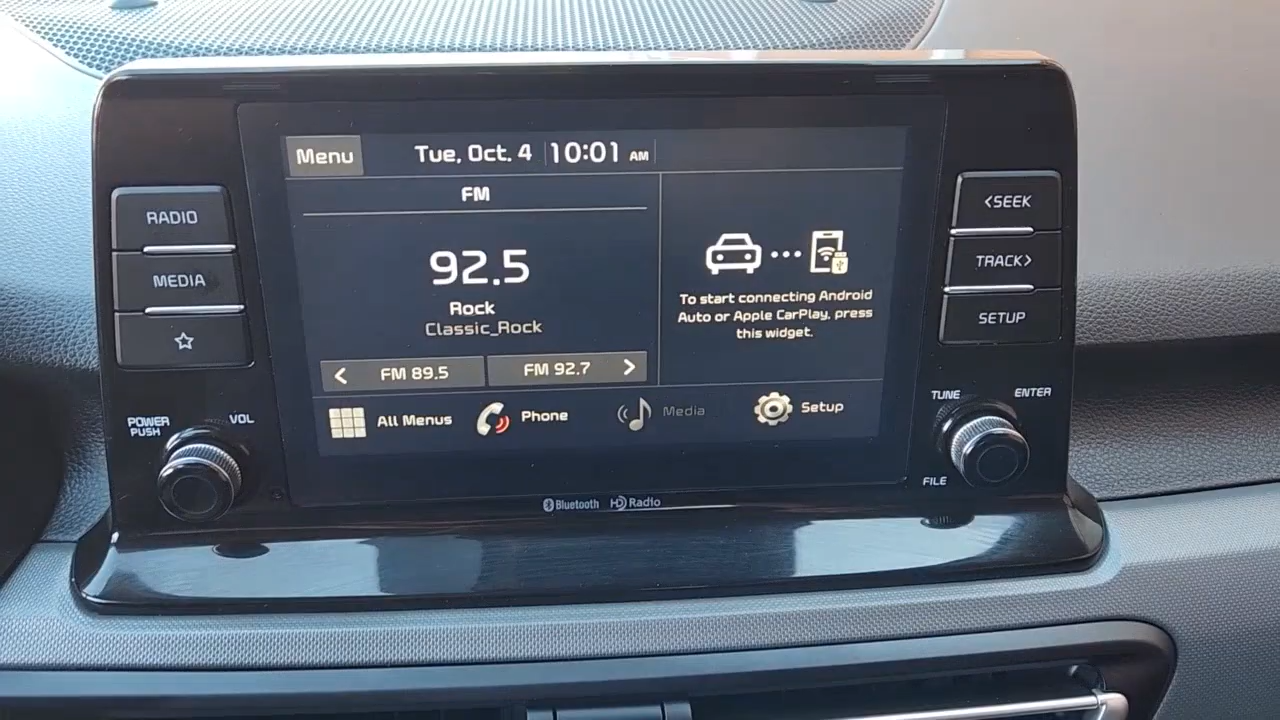 Menu
Tue, Oct. 4
10:01 AM
FM
92.5
Rock
Classic_Rock
< FM 89.5
FM 92.7 >
To start connecting Android
Auto or Apple CarPlay, press
this widget.
All Menus
Phone
Media
Setup
RADIO
MEDIA
POWER
PUSH
VOL
<SEEK
TRACK>
SETUP
TUNE
ENTER
FILE
Bluetooth
HD Radio